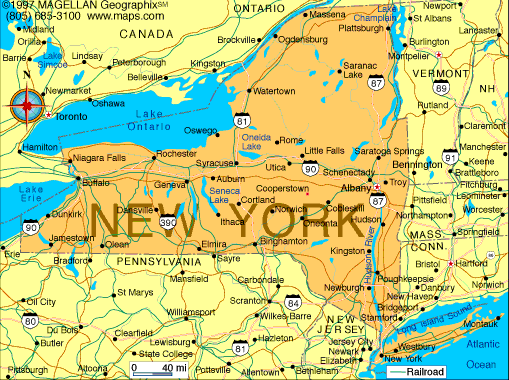 ©1997 MAGELLAN Geographix℠
(805) 685-3100 www.maps.com
ONTARIO
Massena
Lake
Champlain
Newport
St Albans
Midland
Orillia
CANADA
Brockville
Ogdensburg
Plattsburgh
Lancaster
Barrie
Lake
Simcoe
Lindsay
Peterborough
Kingston
Burlington
Montpelier
Belleville
Saranac
Lake
87
VERMONT
NH
89
Newmarket
Oshawa
Watertown
Rutland
Toronto
Lake
Ontario
81
Oswego
Oneida
Lake
Rome
Claremont
Hamilton
Little Falls
Saratoga Springs
Manchester
Niagara Falls
Rochester
Syracuse
Utica
90
Bennington
91
Keene
Buffalo
Geneva
Auburn
Schenectady
Troy
Brattleboro
Lake
Erie
Seneca
Lake
Cooperstown
Albany
Fitchburg
Cortland
87
Pittsfield
Leominster
90
Dunkirk
Dansville
390
Ithaca
Norwich
Cobleskill
Northampton
NEW YORK
Oneonta
Hudson
MASS.
Jamestown
Olean
Elmira
Binghamton
Kingston
CONN.
Springfield
Erie
Bradford
PENNSYLVANIA
Sayre
Hudson River
Bristol
Hartford
Mansfield
Carbondale
Poughkeepsie
Danbury
Oil City
St Marys
Scranton
84
Newburgh
New Haven
Bridgeport
80
Williamsport
Wilkes Barre
NEW
JERSEY
Stamford
Long Island Sound
Montauk
Du Bois
Clearfield
Lewisburg
Hazleton
Jersey City
Westbury
Atlantic
Ocean
Butler
State College
81
Newark
New York
Pottsville
Allentown
Elizabeth
Bethlehem
0 40 mi
Railroad